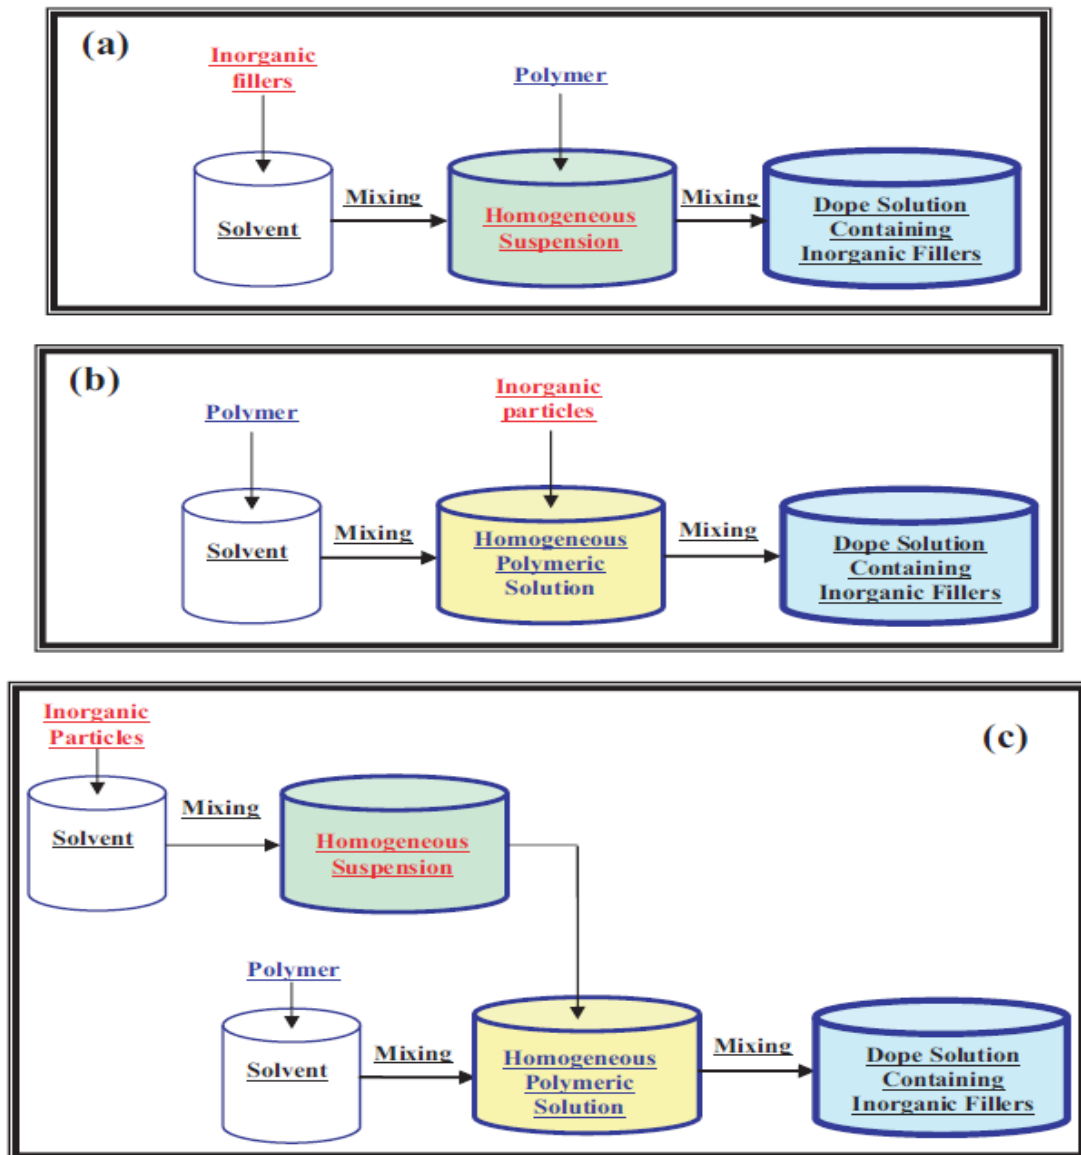 (a)
Inorganic
fillers
Polymer
Solvent
Mixing
Homogeneous
Suspension
Mixing
Dope Solution
Containing
Inorganic Fillers
(b)
Polymer
Inorganic
particles
Solvent
Mixing
Homogeneous
Polymeric
Solution
Mixing
Dope Solution
Containing
Inorganic Fillers
(c)
Inorganic
Particles
Solvent
Mixing
Homogeneous
Suspension
Polymer
Solvent
Mixing
Homogeneous
Polymeric
Solution
Mixing
Dope Solution
Containing
Inorganic Fillers